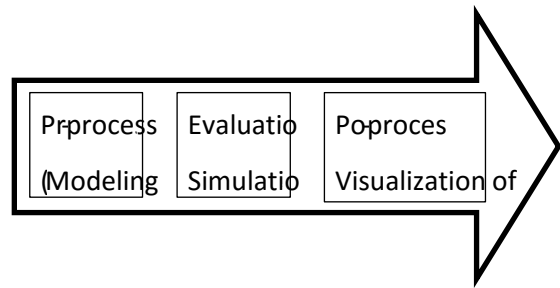 Pr-process
(Modeling
Evaluatio
Simulatio
Po-proces
Visualization of